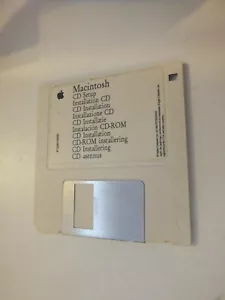 Macintosh
CD Setup
Installation CD
CD Installation
Installazione CD
CD Installatie
Instalación CD-ROM
CD Installation
CD-ROM installering
CD Installering
CD asennus